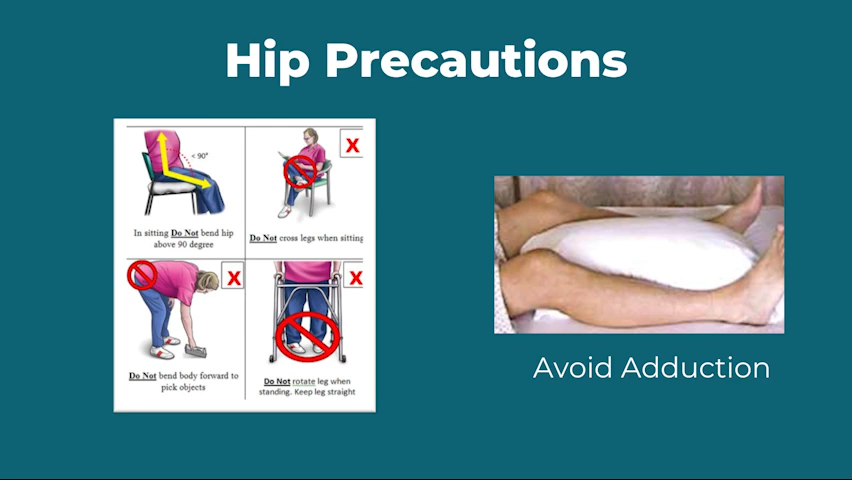 Hip Precautions
< 90°
In sitting Do Not bend hip
above 90 degree
X
Do Not cross legs when sitting
X
Do Not bend body forward to
pick objects
X
Do Not rotate leg when
standing. Keep leg straight
Avoid Adduction